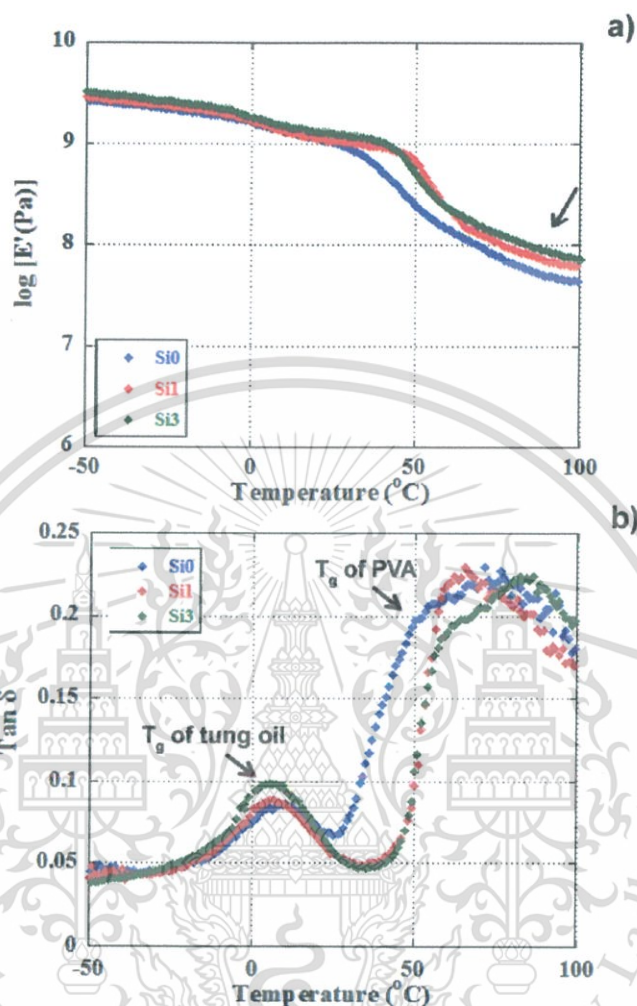 a)
10
9
8
7
6
log [E'(Pa)]
Si0
Si1
Si3
-50
0
50
100
Temperature (°C)
b)
0.25
0.2
0.15
0.1
0.05
0
Tan δ
Si0
Si1
Si3
Tg of PVA
Tg of tung oil
-50
0
50
100
Temperature (°C)